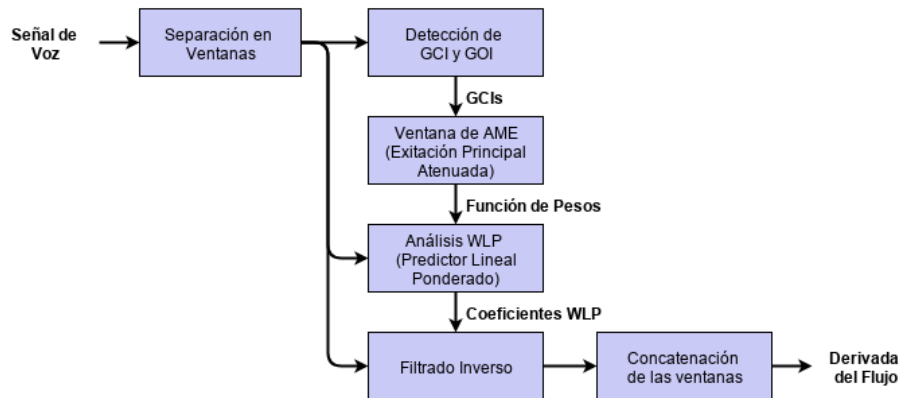 Señal de
Voz
Separación en
Ventanas
Detección de
GCI y GOI
GCIs
Ventana de AME
(Exitación Principal
Atenuada)
Función de Pesos
Análisis WLP
(Predictor Lineal
Ponderado)
Coeficientes WLP
Filtrado Inverso
Concatenación
de las ventanas
Derivada
del Flujo